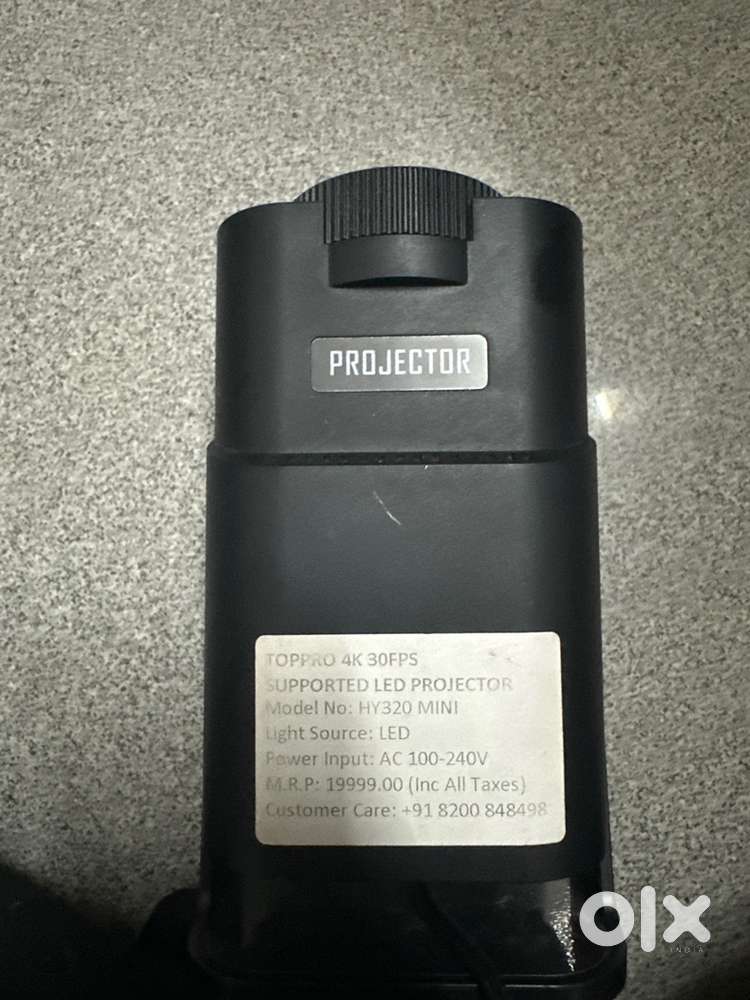 PROJECTOR
TOPPRO 4K 30FPS
SUPPORTED LED PROJECTOR
Model No: HY320 MINI
Light Source: LED
Power Input: AC 100-240V
M.R.P: 19999.00 (Inc All Taxes)
Customer Care: +91 8200 848498
olx
INDIA